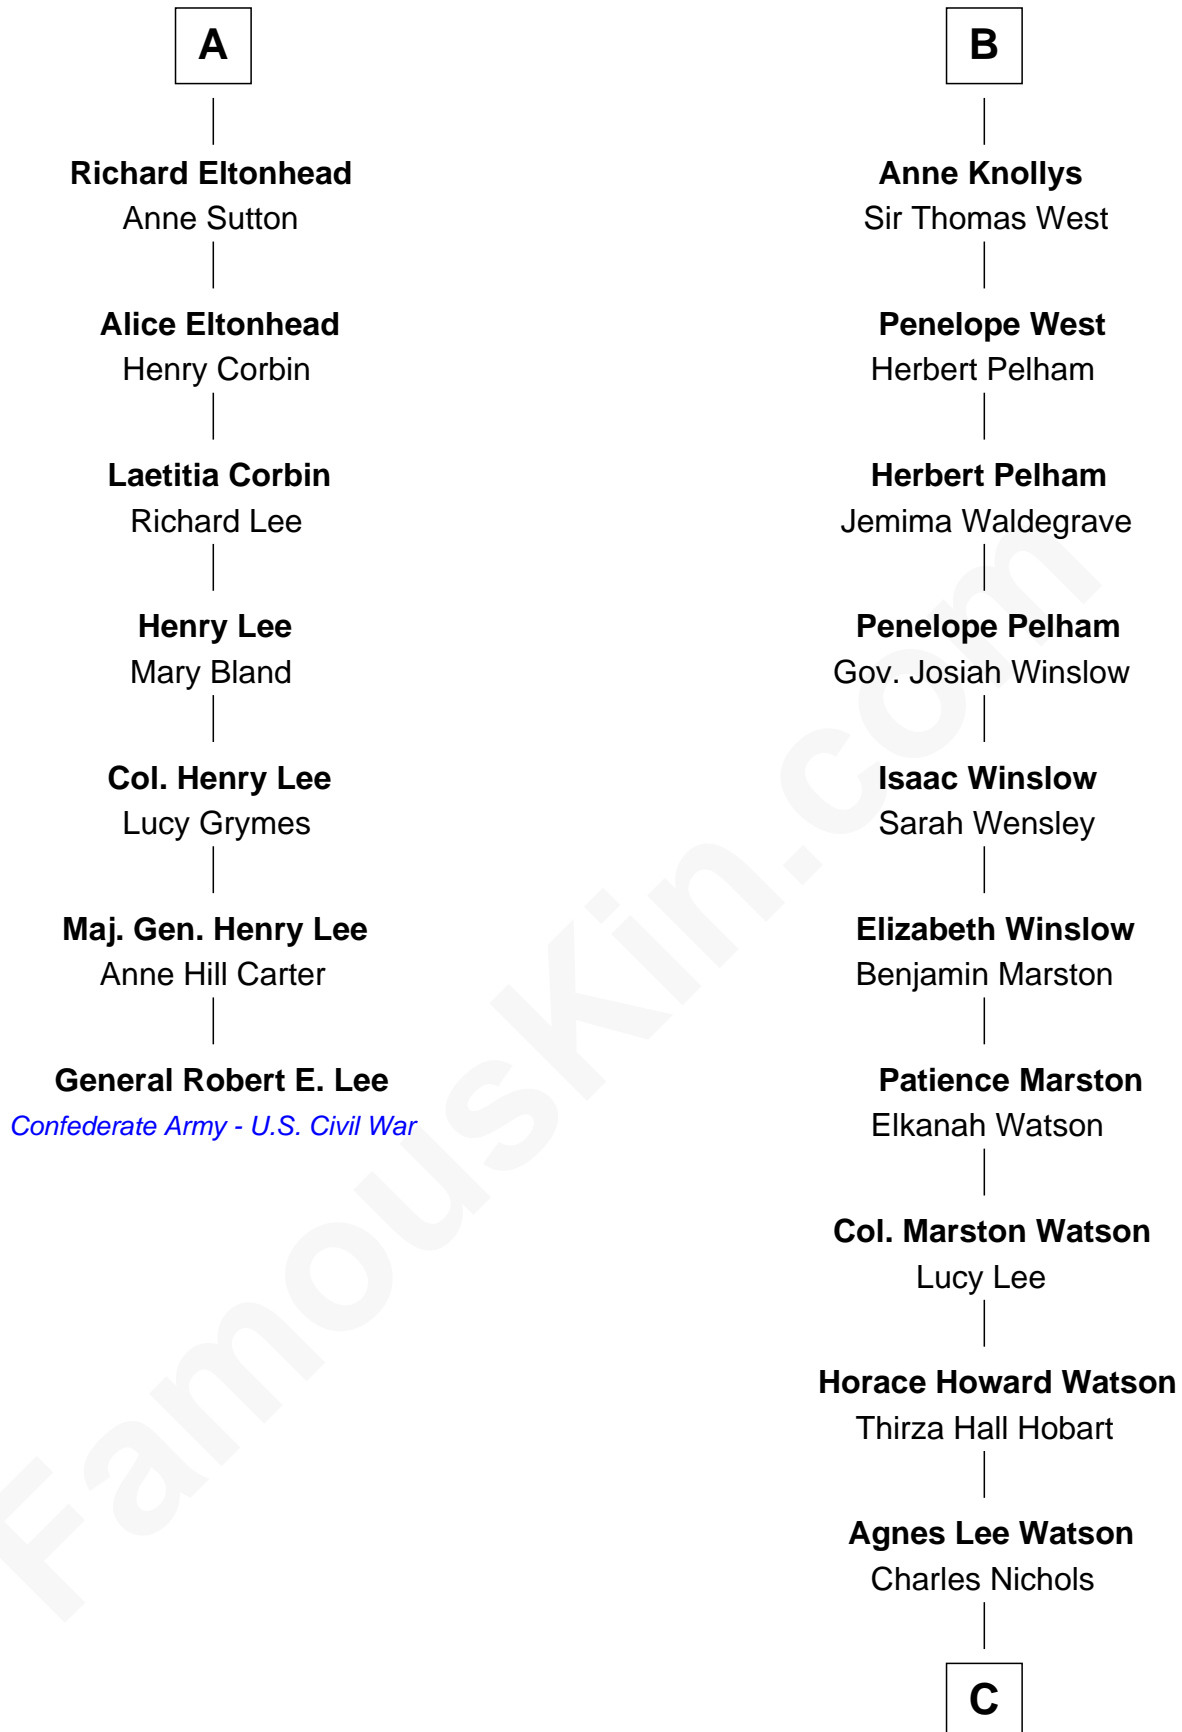 A
Richard Eltonhead
Anne Sutton
Alice Eltonhead
Henry Corbin
Laetitia Corbin
Richard Lee
Henry Lee
Mary Bland
Col. Henry Lee
Lucy Grymes
Maj. Gen. Henry Lee
Anne Hill Carter
General Robert E. Lee
Confederate Army - U.S. Civil War
B
Anne Knollys
Sir Thomas West
Penelope West
Herbert Pelham
Herbert Pelham
Jemima Waldegrave
Penelope Pelham
Gov. Josiah Winslow
Isaac Winslow
Sarah Wensley
Elizabeth Winslow
Benjamin Marston
Patience Marston
Elkanah Watson
Col. Marston Watson
Lucy Lee
Horace Howard Watson
Thirza Hall Hobart
Agnes Lee Watson
Charles Nichols
C
FamousKin.com